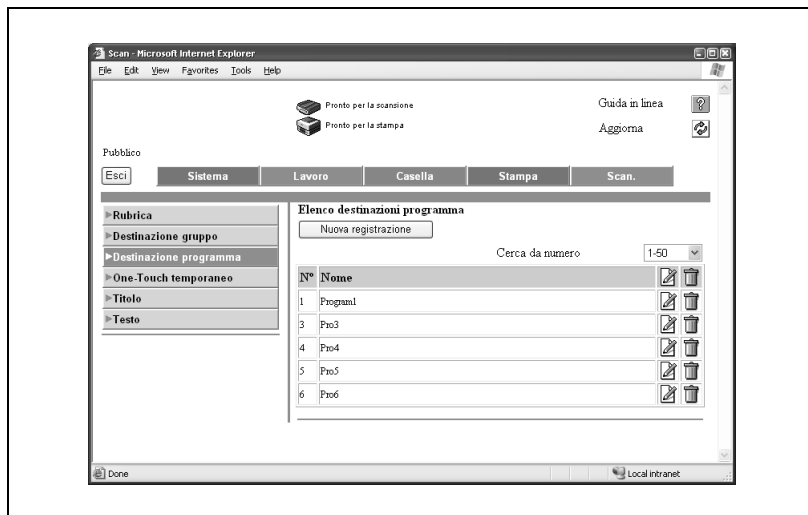 Scan - Microsoft Internet Explorer
File Edit View Favorites Tools Help
Pronto per la scansione
Guida in linea
Pronto per la stampa
Aggiorna
Pubblico
Esci Sistema Lavoro Casella Stampa Scan.
Rubrica
Destinazione gruppo
Destinazione programma
One-Touch temporaneo
Titolo
Testo
Elenco destinazioni programma
Nuova registrazione
Cerca da numero 1-50
N° Nome
1 Program1
3 Pro3
4 Pro4
5 Pro5
6 Pro6
Done Local intranet